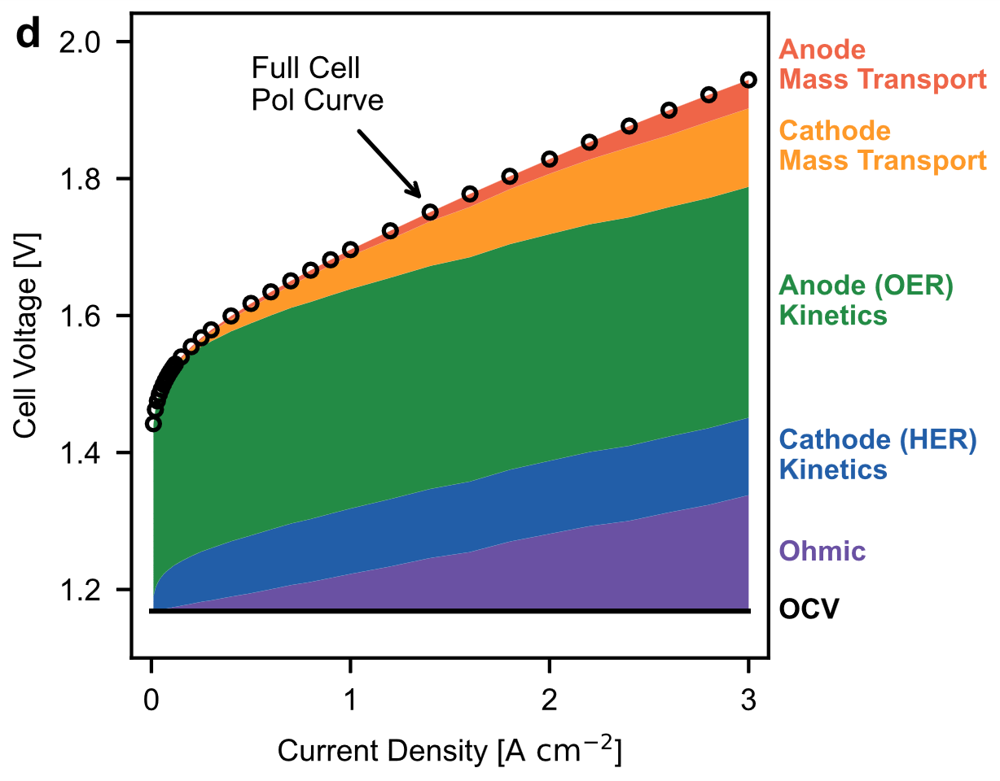 d
2.0
1.8
1.6
1.4
1.2
Cell Voltage [V]
Full Cell
Pol Curve
Anode
Mass Transport
Cathode
Mass Transport
Anode (OER)
Kinetics
Cathode (HER)
Kinetics
Ohmic
OCV
0 1 2 3
Current Density [A cm⁻²]